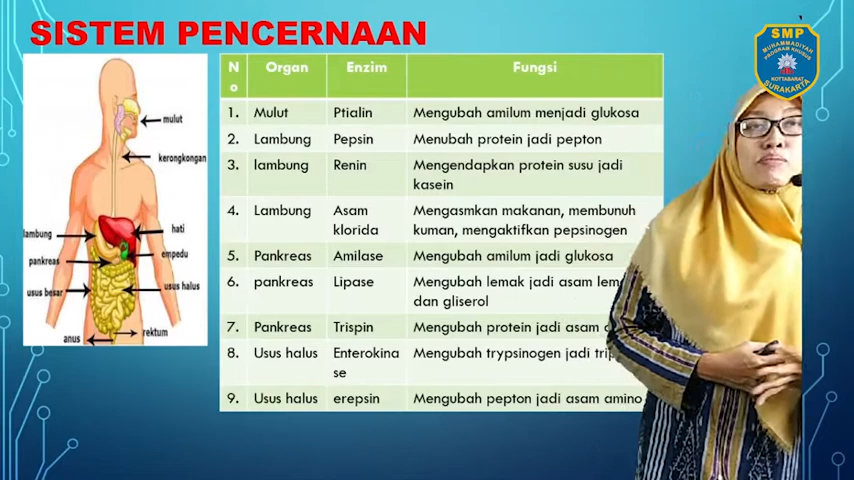 SISTEM PENCERNAAN
SMP
MUHAMMADIYAH
PROGRAM KHUSUS
KOTTABARAT
SURAKARTA
mulut
kerongkongan
lambung
hati
pankreas
empedu
usus besar
usus halus
anus
rektum
No Organ Enzim Fungsi
1. Mulut Ptialin Mengubah amilum menjadi glukosa
2. Lambung Pepsin Menubah protein jadi pepton
3. lambung Renin Mengendapkan protein susu jadi
kasein
4. Lambung Asam Mengasmkan makanan, membunuh
klorida kuman, mengaktifkan pepsinogen
5. Pankreas Amilase Mengubah amilum jadi glukosa
6. pankreas Lipase Mengubah lemak jadi asam
dan gliserol
7. Pankreas Trispin Mengubah protein jadi asam
8. Usus halus Enterokina Mengubah trypsinogen jadi
se
9. Usus halus erepsin Mengubah pepton jadi asam amino